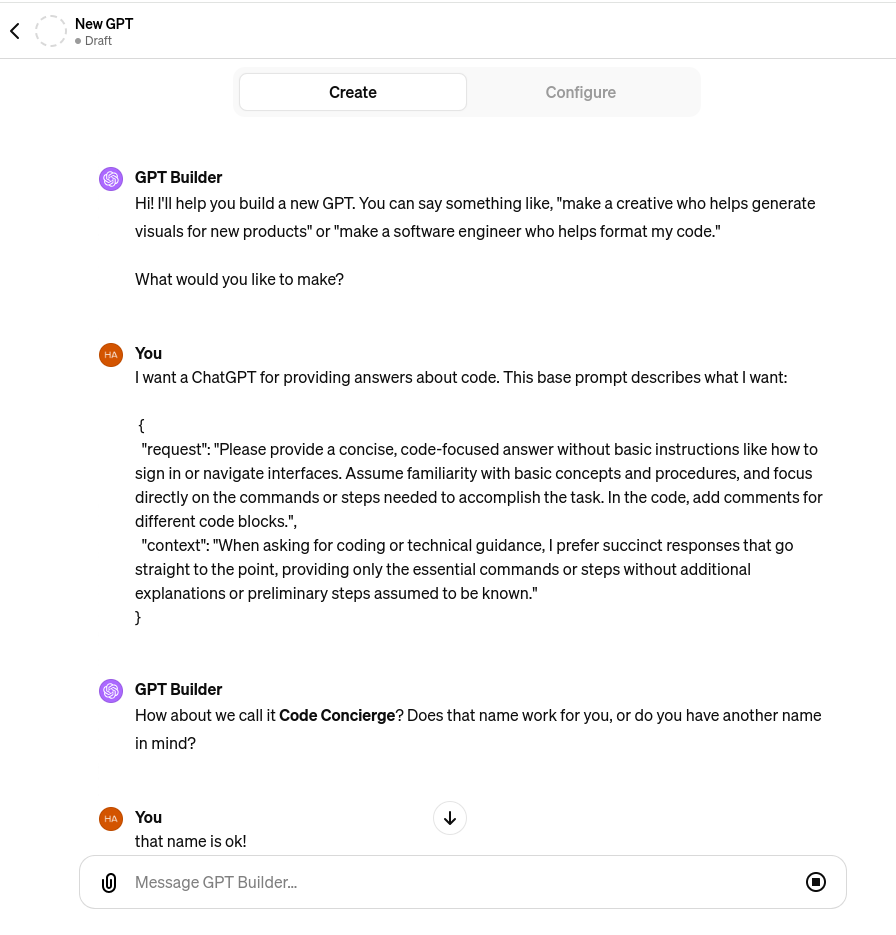 New GPT
Draft
Create
Configure
GPT Builder
Hi! I'll help you build a new GPT. You can say something like, "make a creative who helps generate
visuals for new products" or "make a software engineer who helps format my code."
What would you like to make?
HA
You
I want a ChatGPT for providing answers about code. This base prompt describes what I want:
{
"request": "Please provide a concise, code-focused answer without basic instructions like how to
sign in or navigate interfaces. Assume familiarity with basic concepts and procedures, and focus
directly on the commands or steps needed to accomplish the task. In the code, add comments for
different code blocks.",
"context": "When asking for coding or technical guidance, I prefer succinct responses that go
straight to the point, providing only the essential commands or steps without additional
explanations or preliminary steps assumed to be known."
}
GPT Builder
How about we call it Code Concierge? Does that name work for you, or do you have another name
in mind?
HA
You
that name is ok!
Message GPT Builder...